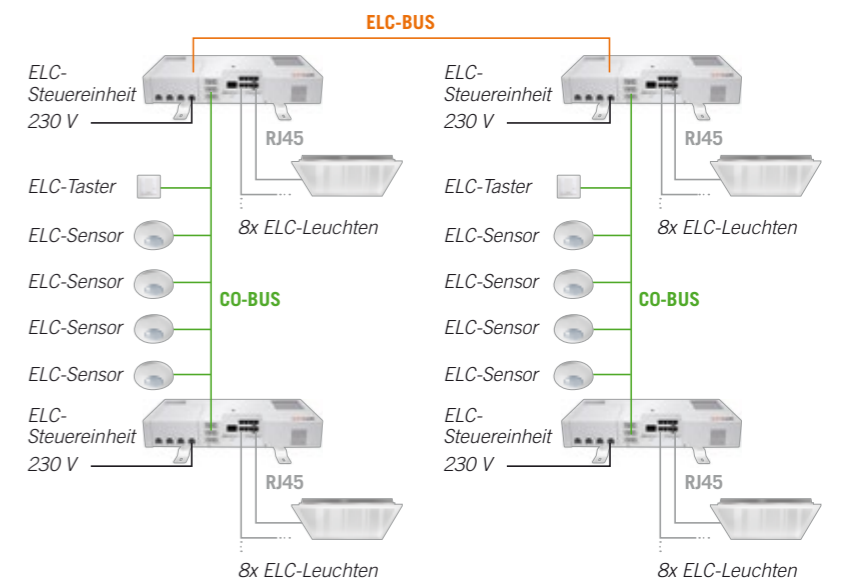 ELC-BUS
ELC-
Steuereinheit
230 V
RJ45
ELC-Taster
8x ELC-Leuchten
ELC-Sensor
ELC-Sensor
CO-BUS
ELC-Sensor
ELC-Sensor
ELC-
Steuereinheit
230 V
RJ45
8x ELC-Leuchten
ELC-
Steuereinheit
230 V
RJ45
ELC-Taster
8x ELC-Leuchten
ELC-Sensor
ELC-Sensor
CO-BUS
ELC-Sensor
ELC-Sensor
ELC-
Steuereinheit
230 V
RJ45
8x ELC-Leuchten